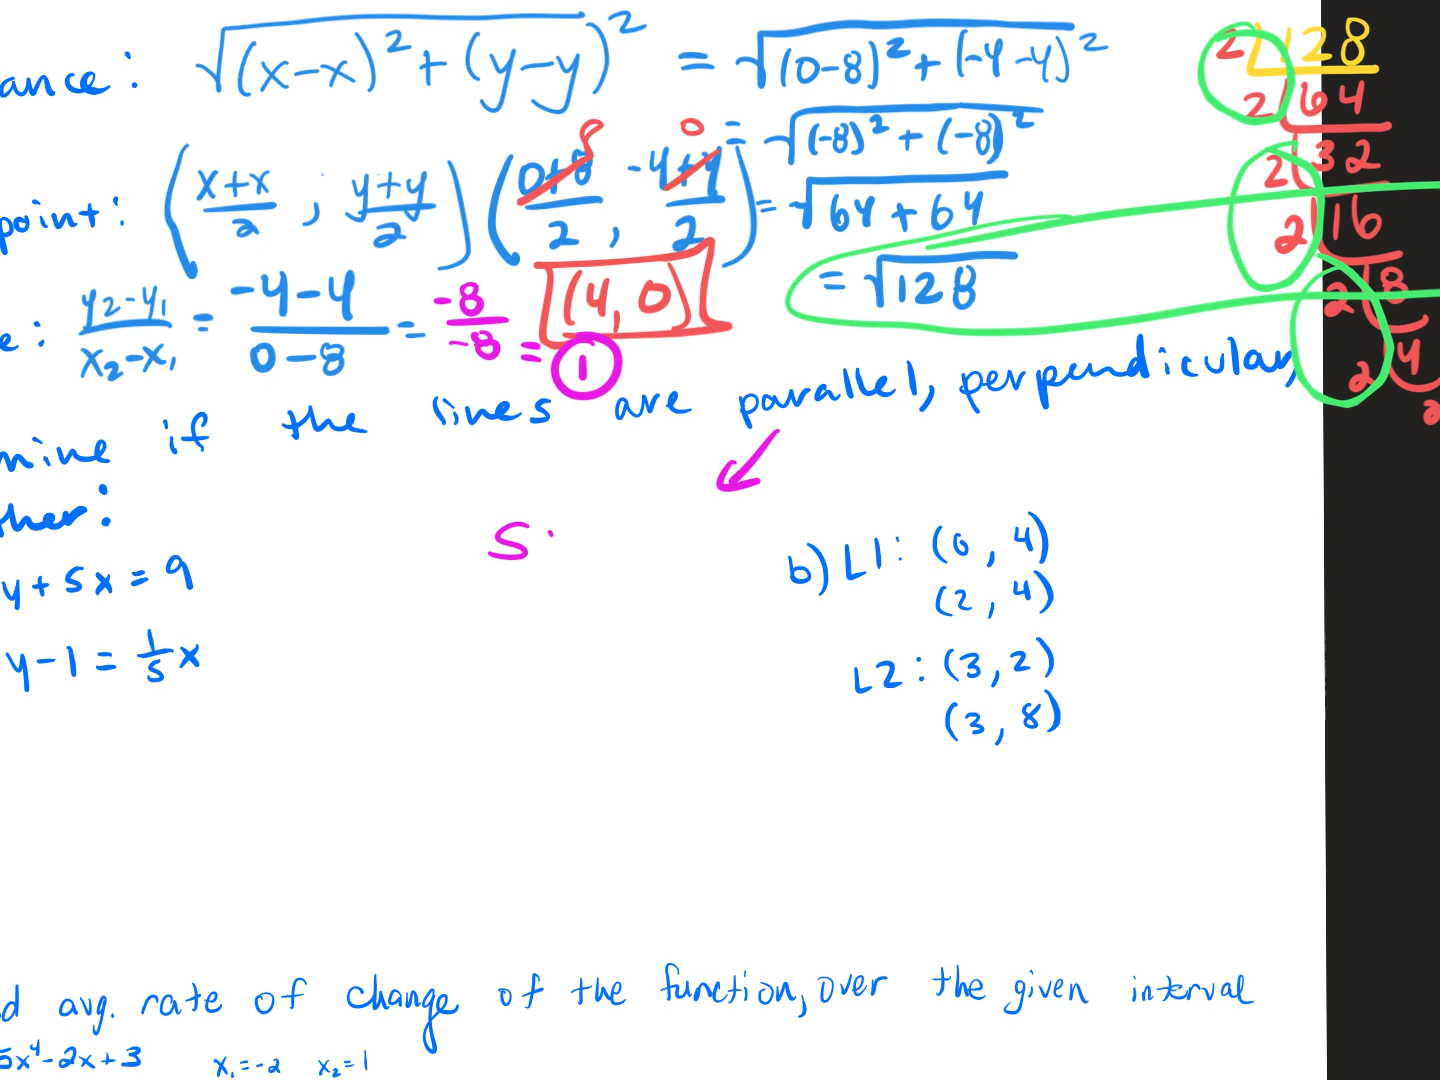 ance: √(x-x)² + (y-y)² = √(0-8)² + (-4-4)²
= √(-8)² + (-8)²
point: (x+x/2 , y+y/2) (0+8/2 , -4+4/2) = √64+64
8 0
(4, 0) = √128
e: y₂-y₁/x₂-x₁ = -4-4/0-8 = -8/-8 = 1
2 128
2 64
2 32
2 16
2 8
2 4
2
mine if the lines are parallel, perpendicular,
ther:
S
y + 5x = 9
y - 1 = 1/5 x
b) L1: (0, 4)
(2, 4)
L2: (3, 2)
(3, 8)
d avg. rate of change of the function, over the given interval
5x⁴-2x+3 x₁=-2 x₂=1